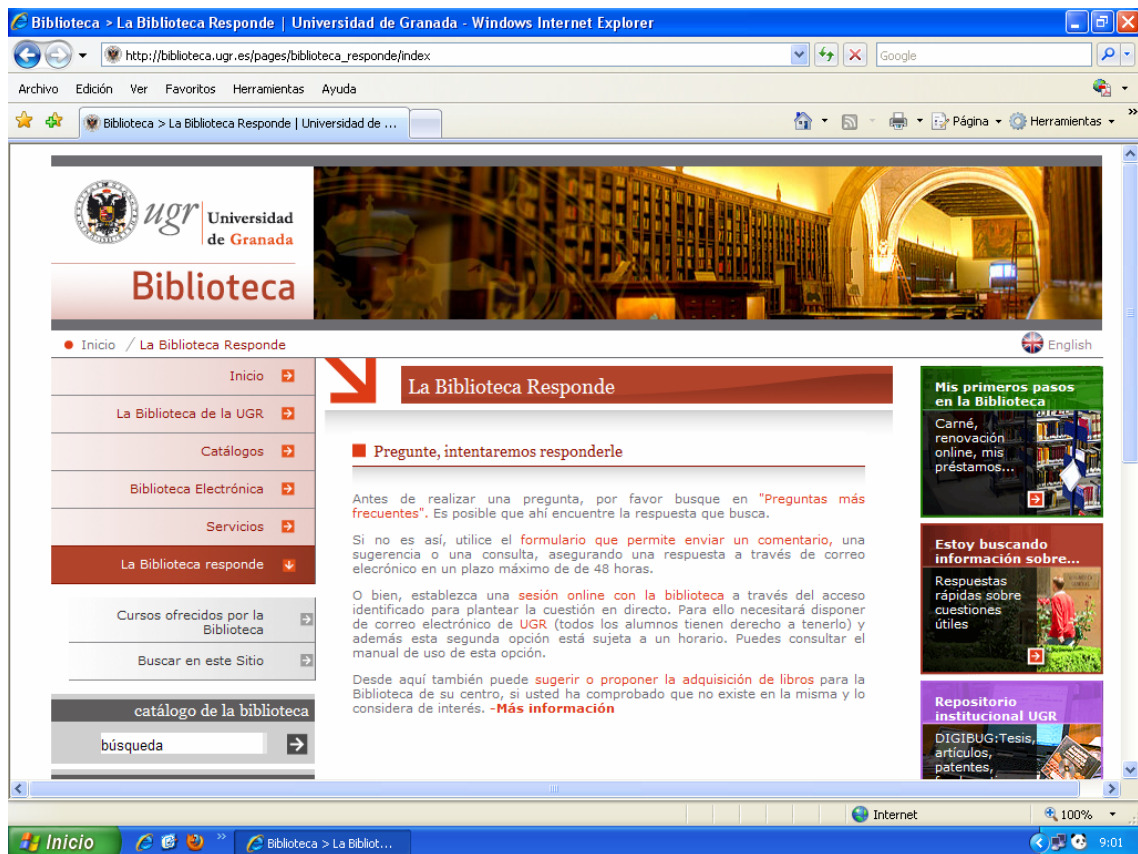 Biblioteca > La Biblioteca Responde | Universidad de Granada - Windows Internet Explorer
http://biblioteca.ugr.es/pages/biblioteca_responde/index
Google
Archivo Edición Ver Favoritos Herramientas Ayuda
Biblioteca > La Biblioteca Responde | Universidad de ...
Página Herramientas
ugr Universidad
de Granada
Biblioteca
Inicio / La Biblioteca Responde
English
Inicio
La Biblioteca de la UGR
Catálogos
Biblioteca Electrónica
Servicios
La Biblioteca responde
Cursos ofrecidos por la
Biblioteca
Buscar en este Sitio
catálogo de la biblioteca
búsqueda
La Biblioteca Responde
Pregunte, intentaremos responderle
Antes de realizar una pregunta, por favor busque en "Preguntas más
frecuentes". Es posible que ahí encuentre la respuesta que busca.
Si no es así, utilice el formulario que permite enviar un comentario, una
sugerencia o una consulta, asegurando una respuesta a través de correo
elecrónico en un plazo máximo de de 48 horas.
O bien, establezca una sesión online con la biblioteca a través del acceso
identificado para plantear la cuestión en directo. Para ello necesitará disponer
de correo electrónico de UGR (todos los alumnos tienen derecho a tenerlo) y
además esta segunda opción está sujeta a un horario. Puedes consultar el
manual de uso de esta opción.
Desde aquí también puede sugerir o proponer la adquisición de libros para la
Biblioteca de su centro, si usted ha comprobado que no existe en la misma y lo
considera de interés. -Más información
Mis primeros pasos
en la Biblioteca
Carné,
renovación
online, mis
préstamos...
Estoy buscando
información sobre...
Respuestas
rápidas sobre
cuestiones
útiles
Repositorio
institucional UGR
DIGIBUG:Tesis,
artículos,
patentes,
Internet
100%
Inicio
Biblioteca > La Bibliot...
9:01